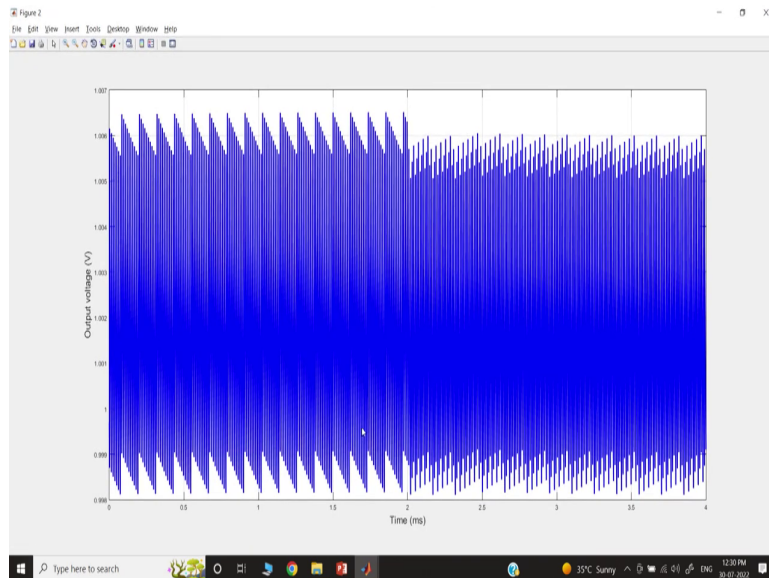 Figure 2
File Edit View Insert Tools Desktop Window Help
1.007
1.006
1.005
1.004
1.003
1.002
1.001
1
0.999
0.998
Output voltage (V)
0 0.5 1 1.5 2 2.5 3 3.5 4
Time (ms)
Type here to search
35°C Sunny ENG 12:30 PM
30-07-2022